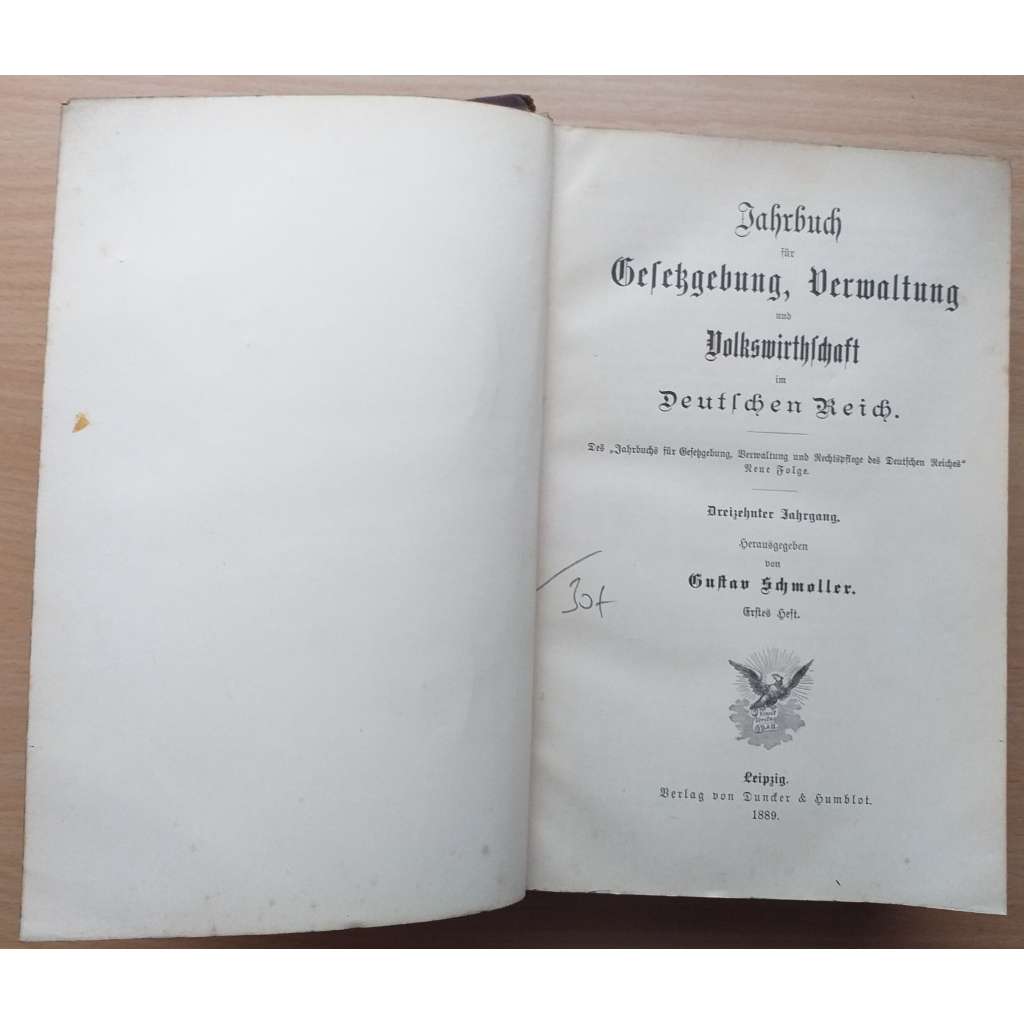 Jahrbuch
für
Gesetzgebung, Verwaltung
und
Volkswirthschaft
im
Deutschen Reich.
Des „Jahrbuchs für Gesetzgebung, Verwaltung und Rechtspflege des Deutschen Reiches“
Neue Folge.
Dreizehnter Jahrgang.
Herausgegeben
von
Gustav Schmoller.
Erstes Heft.
Leipzig.
Verlag von Duncker & Humblot.
1889.